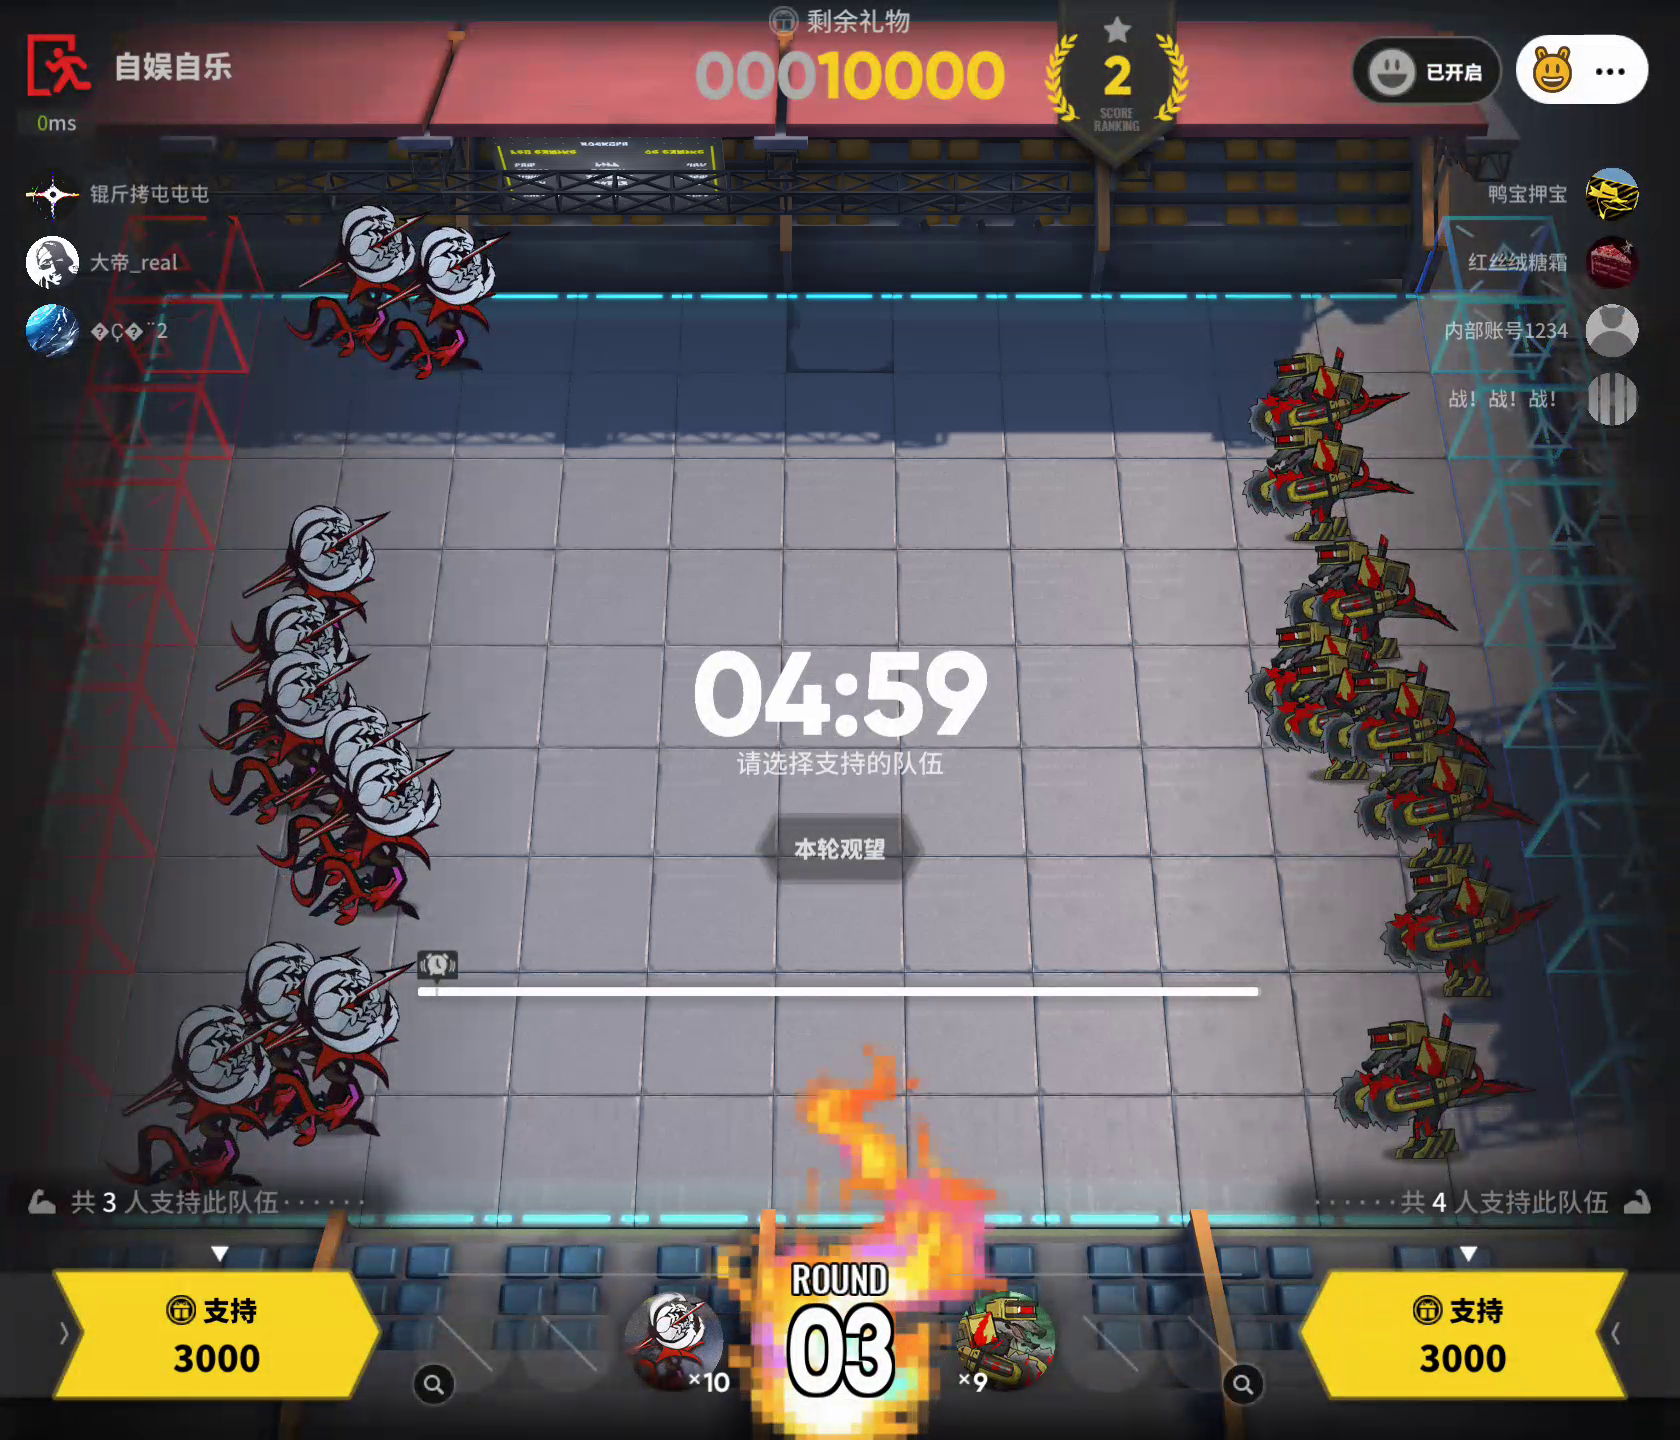 剩余礼物
自娱自乐
00010000
2
SCORE
RANKING
已开启
0ms
锟斤拷屯屯屯
大帝_real
�Ç�¨2
鸭宝押宝
红丝绒糖霜
内部账号1234
战！战！战！
04:59
请选择支持的队伍
本轮观望
共 3 人支持此队伍
共 4 人支持此队伍
支持
3000
×10
ROUND
03
×9
支持
3000